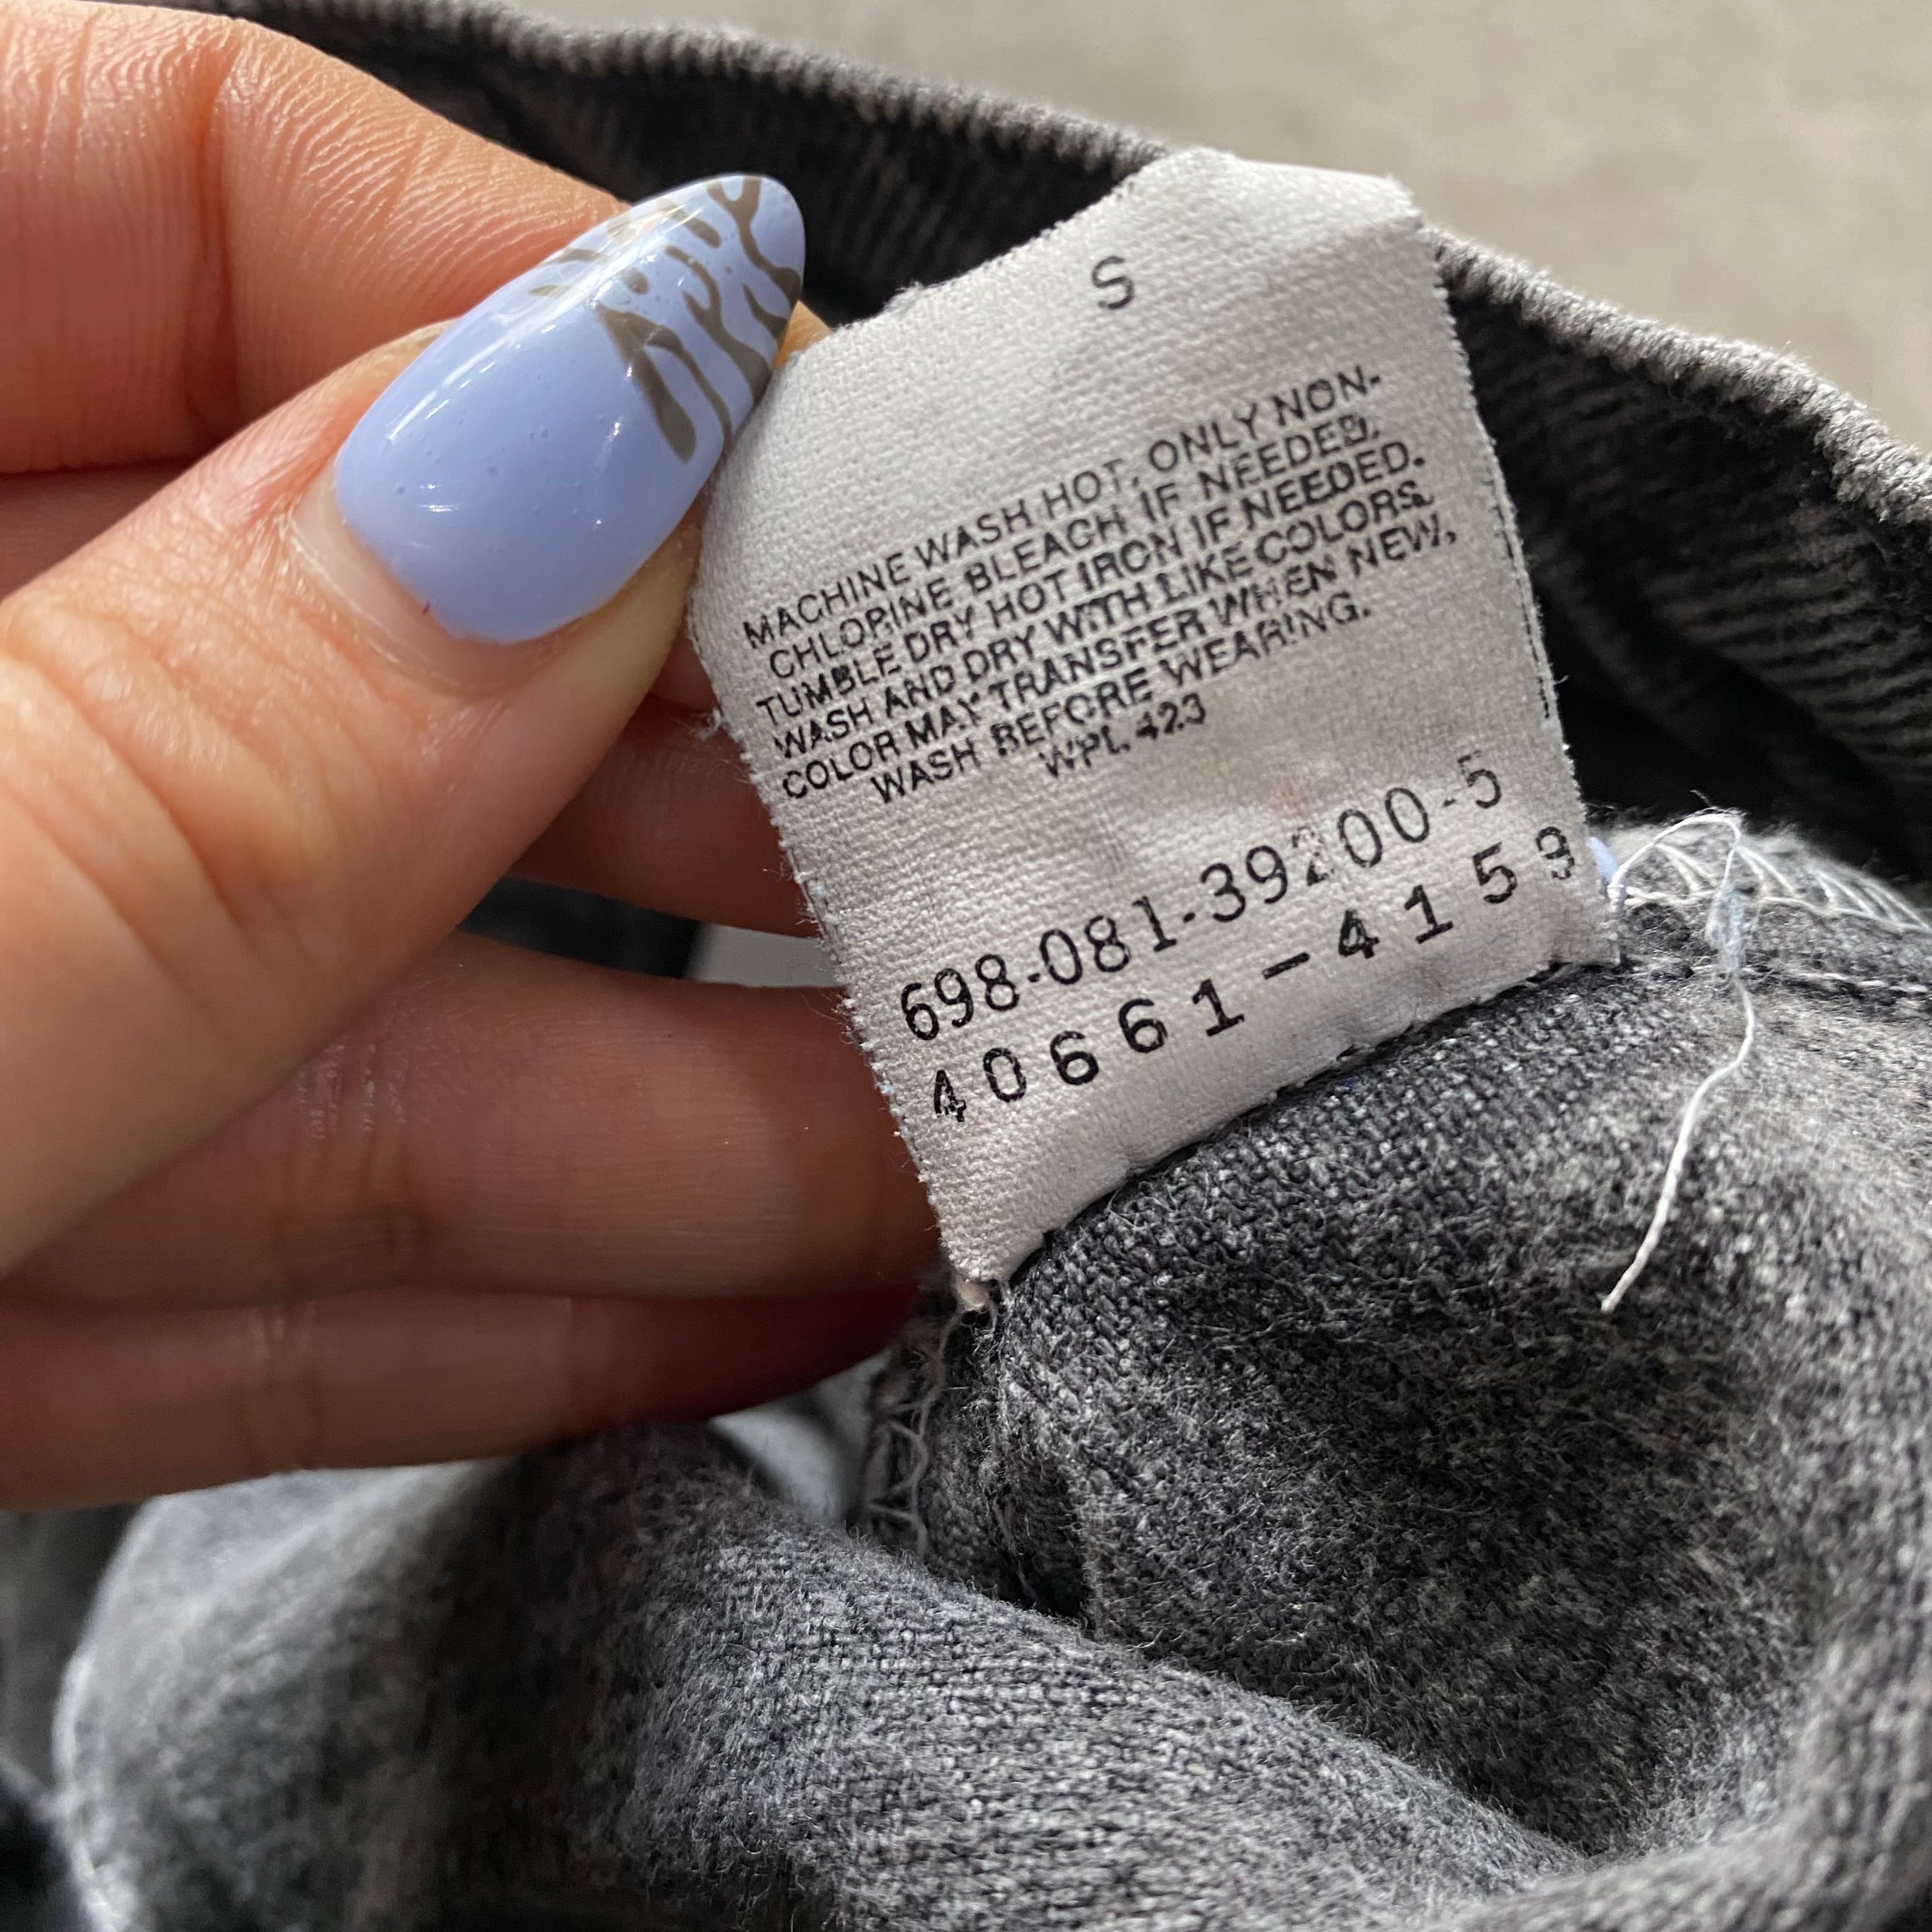 S
MACHINE WASH HOT, ONLY NON-
CHLORINE BLEACH IF NEEDED,
TUMBLE DRY HOT IRON IF NEEDED.
WASH AND DRY WITH LIKE COLORS.
COLOR MAY TRANSFER WHEN NEW,
WASH BEFORE WEARING.
WPL 423
698-081-39200-5
40661-4159